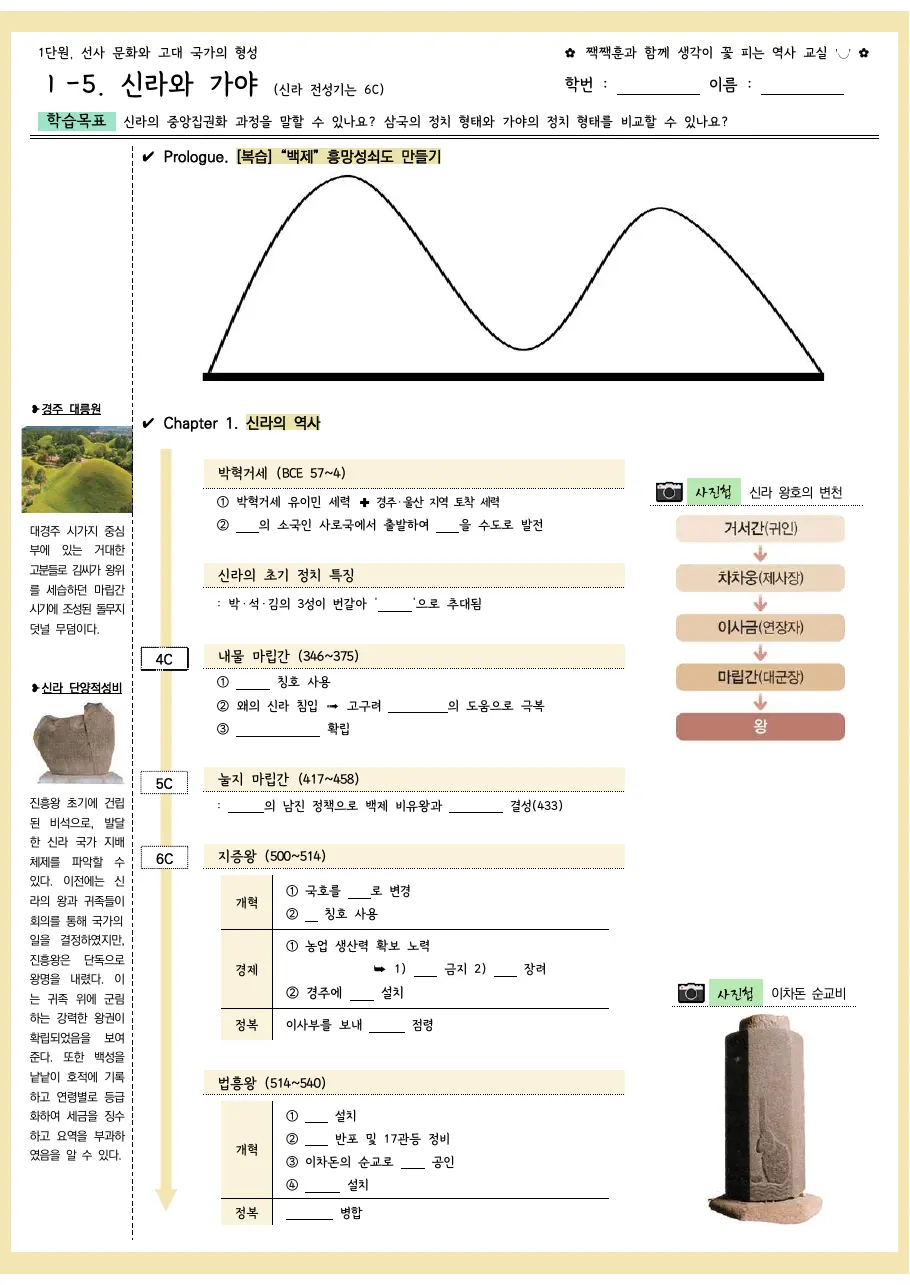 1단원, 선사 문화와 고대 국가의 형성
✿ 짹짹훈과 함께 생각이 꽃 피는 역사 교실 ✿
Ⅰ-5. 신라와 가야 (신라 전성기는 6C)
학번 : ________ 이름 : ________
학습목표 신라의 중앙집권화 과정을 말할 수 있나요? 삼국의 정치 형태와 가야의 정치 형태를 비교할 수 있나요?
✔ Prologue. [복습] “백제” 흥망성쇠도 만들기
❥경주 대릉원
대경주 시가지 중심
부에 있는 거대한
고분들로 김씨가 왕위
를 세습하던 마립간
시기에 조성된 돌무지
덧널 무덤이다.
❥신라 단양적성비
진흥왕 초기에 건립
된 비석으로, 발달
한 신라 국가 지배
체제를 파악할 수
있다. 이전에는 신
라의 왕과 귀족들이
회의를 통해 국가의
일을 결정하였지만,
진흥왕은 단독으로
왕명을 내렸다. 이
는 귀족 위에 군림
하는 강력한 왕권이
확립되었음을 보여
준다. 또한 백성을
낱낱이 호적에 기록
하고 연령별로 등급
화하여 세금을 징수
하고 요역을 부과하
였음을 알 수 있다.
✔ Chapter 1. 신라의 역사
박혁거세 (BCE 57~4)
① 박혁거세 유이민 세력 ✚ 경주·울산 지역 토착 세력
② ___의 소국인 사로국에서 출발하여 ___을 수도로 발전
신라의 초기 정치 특징
: 박·석·김의 3성이 번갈아 ‘_____‘으로 추대됨
4C
내물 마립간 (346~375)
① _____ 칭호 사용
② 왜의 신라 침입 ➟ 고구려 ________의 도움으로 극복
③ ___________ 확립
5C
눌지 마립간 (417~458)
: _____의 남진 정책으로 백제 비유왕과 _______ 결성(433)
6C
지증왕 (500~514)
개혁
① 국호를 ___로 변경
② __ 칭호 사용
경제
① 농업 생산력 확보 노력
➥ 1) ___ 금지 2) ___ 장려
② 경주에 ___ 설치
정복
이사부를 보내 _____ 점령
법흥왕 (514~540)
개혁
① ___ 설치
② ___ 반포 및 17관등 정비
③ 이차돈의 순교로 ___ 공인
④ _____ 설치
정복
______ 병합
사진첩 신라 왕호의 변천
거서간(귀인)
차차웅(제사장)
이사금(연장자)
마립간(대군장)
왕
사진첩 이차돈 순교비